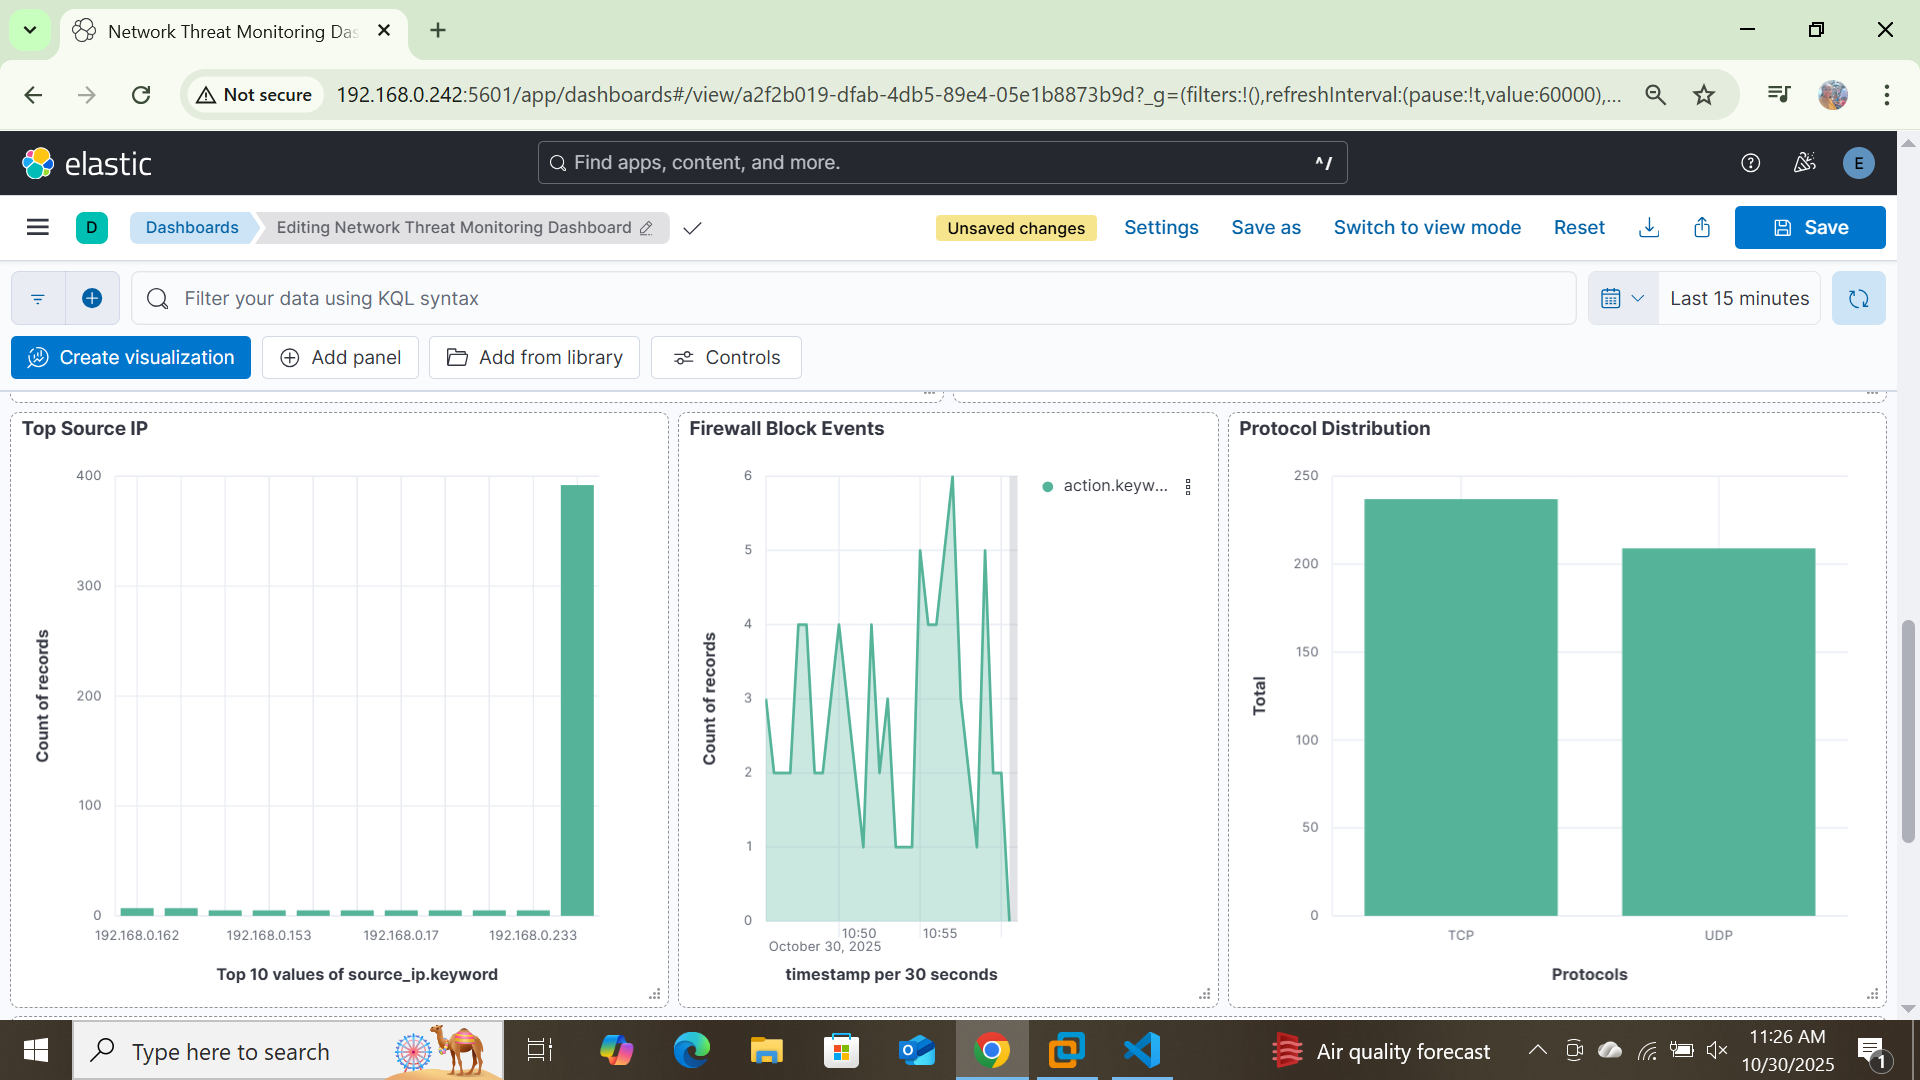 Network Threat Monitoring Das
Not secure
192.168.0.242:5601/app/dashboards#/view/a2f2b019-dfab-4db5-89e4-05e1b8873b9d?_g=(filters:!(),refreshInterval:(pause:!t,value:60000),...
elastic
Find apps, content, and more.
^/
E
D
Dashboards
Editing Network Threat Monitoring Dashboard
Unsaved changes
Settings
Save as
Switch to view mode
Reset
Save
Filter your data using KQL syntax
Last 15 minutes
Create visualization
Add panel
Add from library
Controls
Top Source IP
400
300
200
100
0
Count of records
192.168.0.162
192.168.0.153
192.168.0.17
192.168.0.233
Top 10 values of source_ip.keyword
Firewall Block Events
6
5
4
3
2
1
0
Count of records
action.keyw...
10:50
10:55
October 30, 2025
timestamp per 30 seconds
Protocol Distribution
250
200
150
100
50
0
Total
TCP
UDP
Protocols
Type here to search
Air quality forecast
11:26 AM
10/30/2025
1